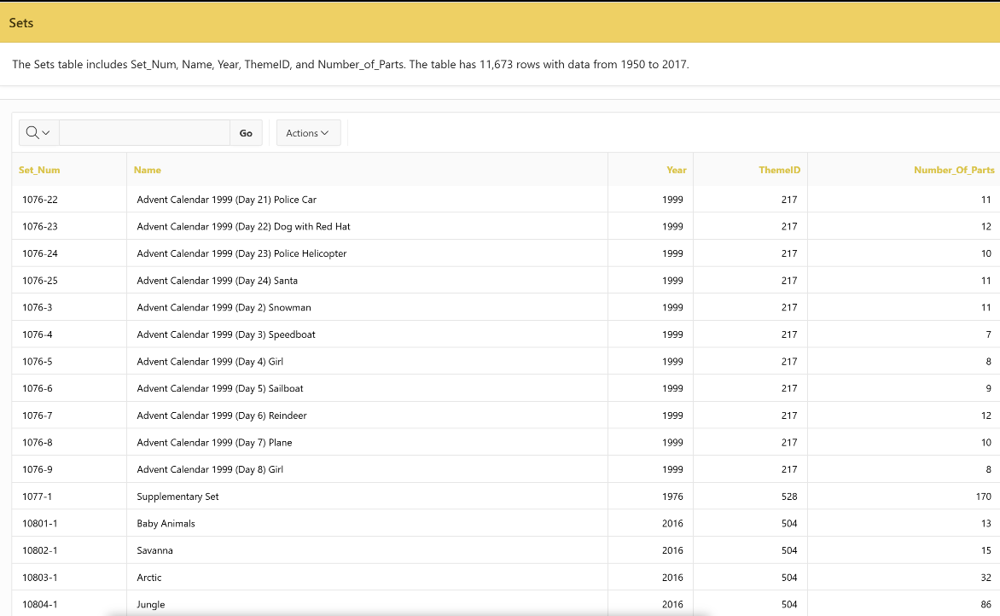 Sets
The Sets table includes Set_Num, Name, Year, ThemeID, and Number_of_Parts. The table has 11,673 rows with data from 1950 to 2017.
Go Actions
Set_Num Name Year ThemeID Number_Of_Parts
1076-22 Advent Calendar 1999 (Day 21) Police Car 1999 217 11
1076-23 Advent Calendar 1999 (Day 22) Dog with Red Hat 1999 217 12
1076-24 Advent Calendar 1999 (Day 23) Police Helicopter 1999 217 10
1076-25 Advent Calendar 1999 (Day 24) Santa 1999 217 11
1076-3 Advent Calendar 1999 (Day 2) Snowman 1999 217 11
1076-4 Advent Calendar 1999 (Day 3) Speedboat 1999 217 7
1076-5 Advent Calendar 1999 (Day 4) Girl 1999 217 8
1076-6 Advent Calendar 1999 (Day 5) Sailboat 1999 217 9
1076-7 Advent Calendar 1999 (Day 6) Reindeer 1999 217 12
1076-8 Advent Calendar 1999 (Day 7) Plane 1999 217 10
1076-9 Advent Calendar 1999 (Day 8) Girl 1999 217 8
1077-1 Supplementary Set 1976 528 170
10801-1 Baby Animals 2016 504 13
10802-1 Savanna 2016 504 15
10803-1 Arctic 2016 504 32
10804-1 Jungle 2016 504 86